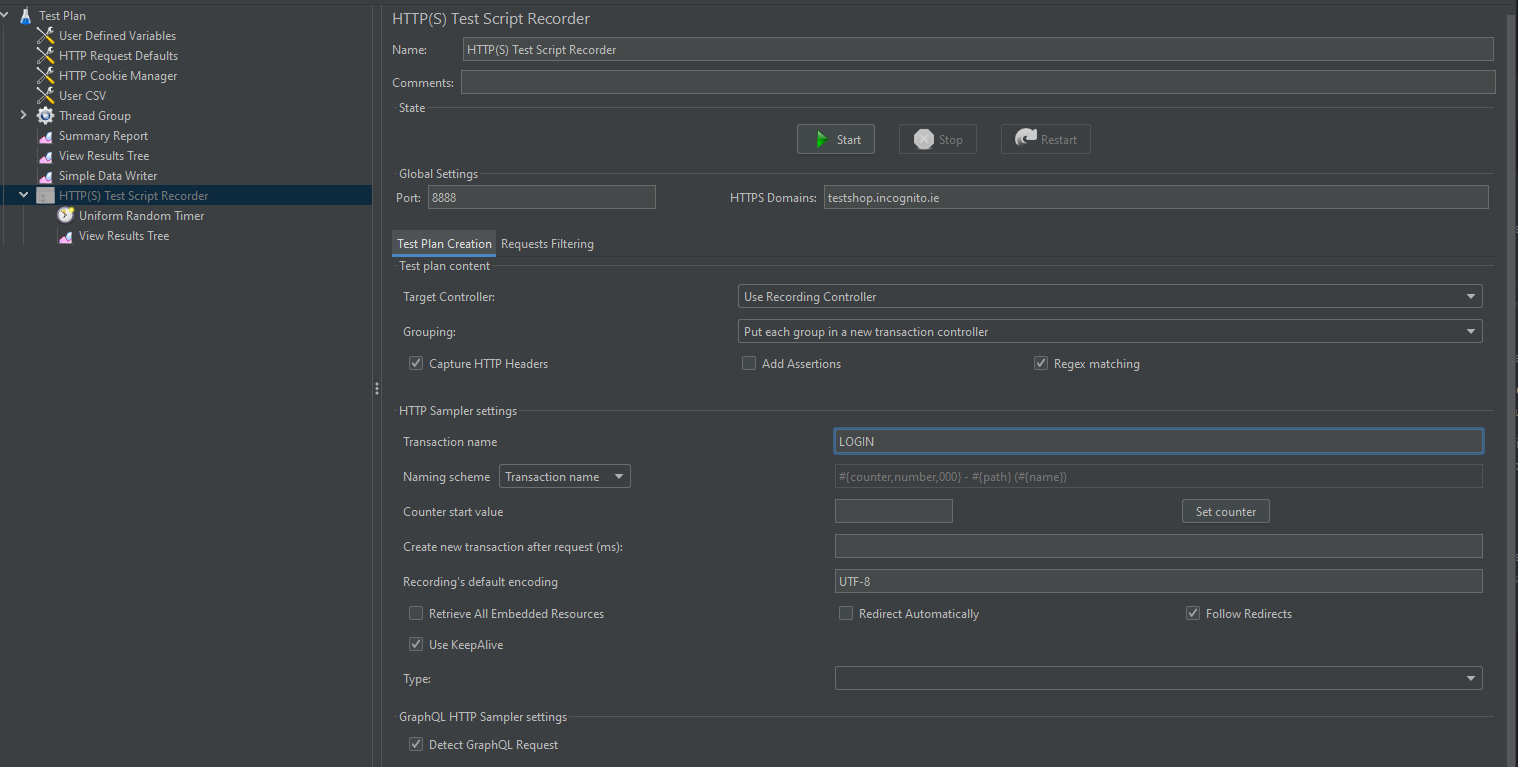 Test Plan
User Defined Variables
HTTP Request Defaults
HTTP Cookie Manager
User CSV
Thread Group
Summary Report
View Results Tree
Simple Data Writer
HTTP(S) Test Script Recorder
Uniform Random Timer
View Results Tree
HTTP(S) Test Script Recorder
Name: HTTP(S) Test Script Recorder
Comments:
State
Start Stop Restart
Global Settings
Port: 8888 HTTPS Domains: testshop.incognito.ie
Test Plan Creation Requests Filtering
Test plan content
Target Controller: Use Recording Controller
Grouping: Put each group in a new transaction controller
Capture HTTP Headers Add Assertions Regex matching
HTTP Sampler settings
Transaction name LOGIN
Naming scheme Transaction name #{counter,number,000} - #{path} (#{name})
Counter start value Set counter
Create new transaction after request (ms):
Recording's default encoding UTF-8
Retrieve All Embedded Resources Redirect Automatically Follow Redirects
Use KeepAlive
Type:
GraphQL HTTP Sampler settings
Detect GraphQL Request